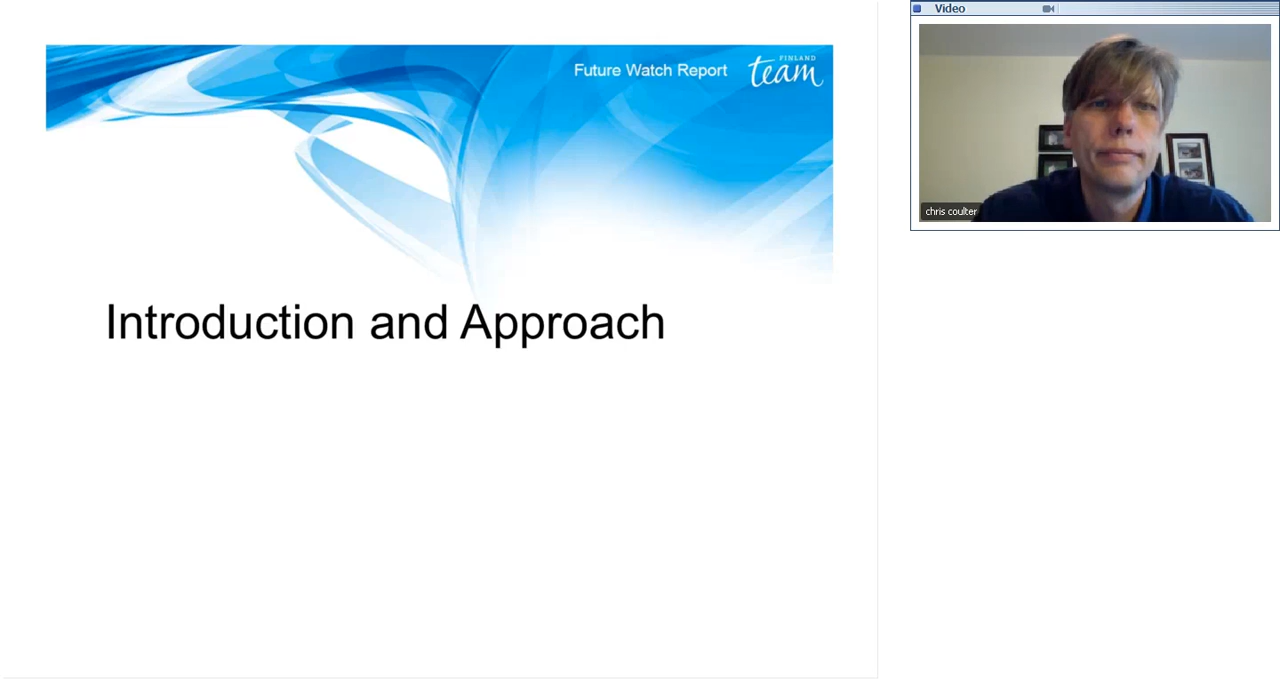 Future Watch Report
FINLAND
team
Introduction and Approach
Video
chris coulter